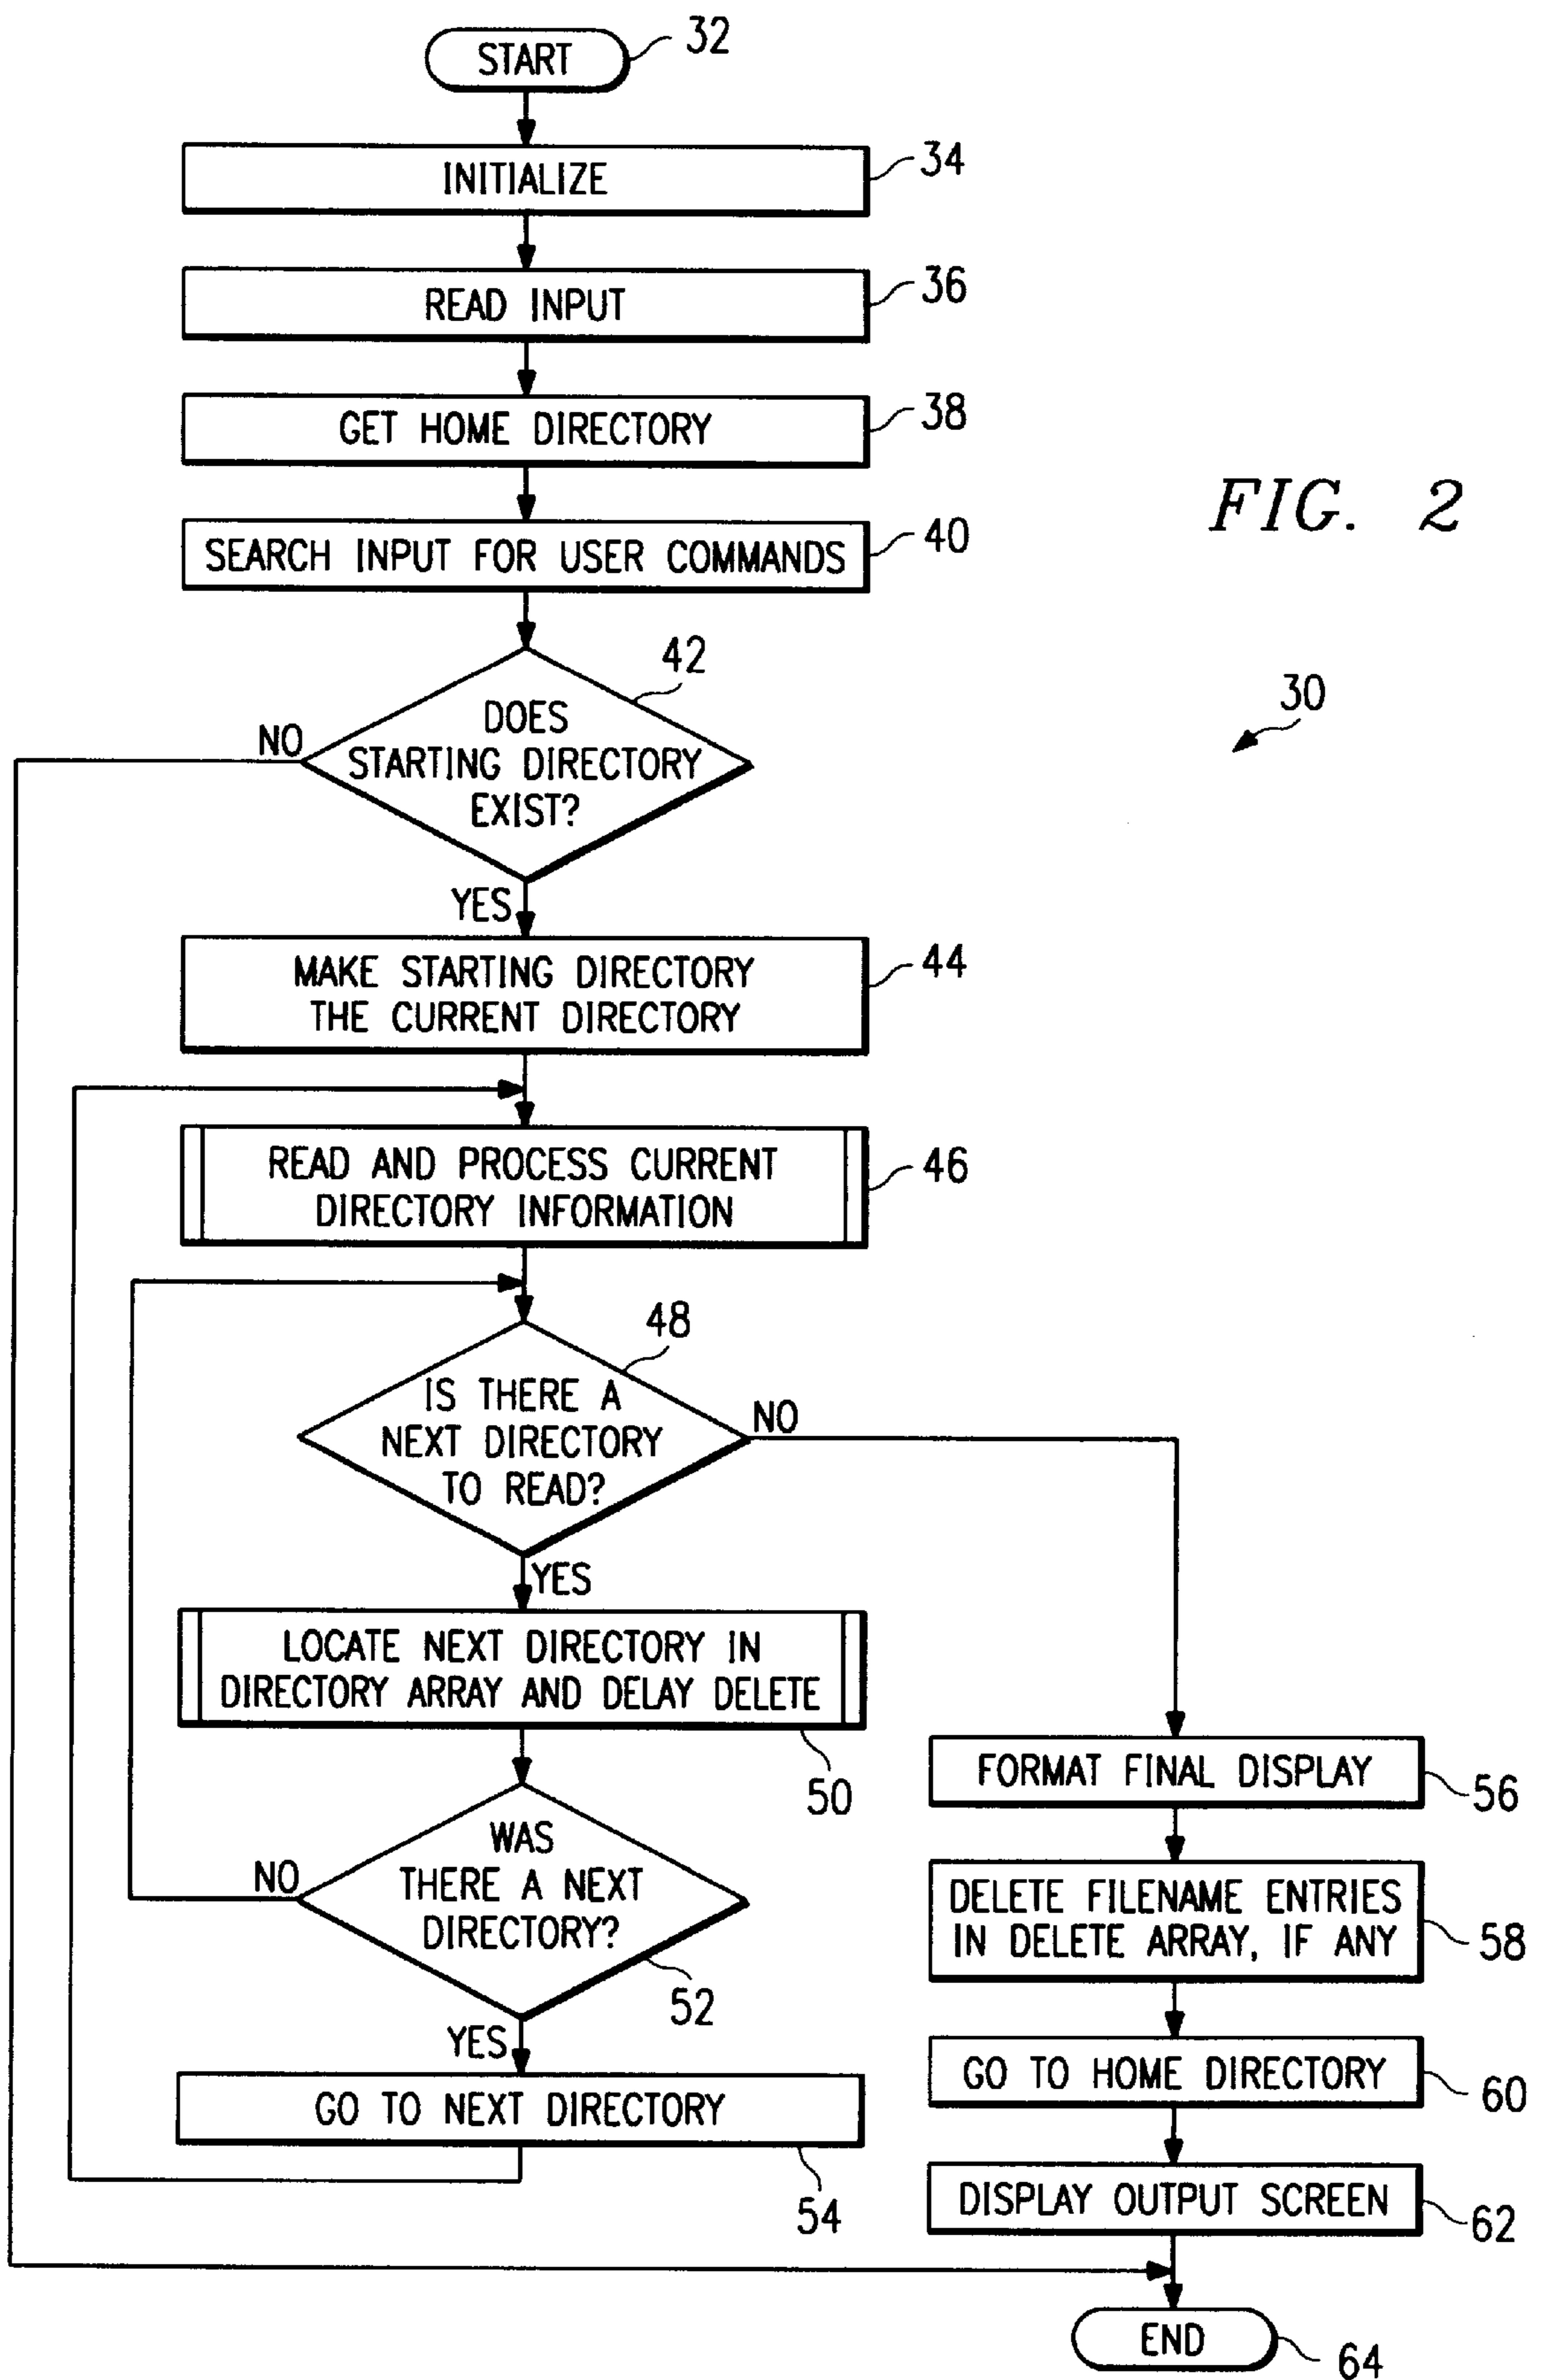 START
32
INITIALIZE
34
READ INPUT
36
GET HOME DIRECTORY
38
SEARCH INPUT FOR USER COMMANDS
40
FIG. 2
30
42
DOES
STARTING DIRECTORY
EXIST?
NO
YES
MAKE STARTING DIRECTORY
THE CURRENT DIRECTORY
44
READ AND PROCESS CURRENT
DIRECTORY INFORMATION
46
48
IS THERE A
NEXT DIRECTORY
TO READ?
NO
YES
LOCATE NEXT DIRECTORY IN
DIRECTORY ARRAY AND DELAY DELETE
50
WAS
THERE A NEXT
DIRECTORY?
NO
52
YES
GO TO NEXT DIRECTORY
54
FORMAT FINAL DISPLAY
56
DELETE FILENAME ENTRIES
IN DELETE ARRAY, IF ANY
58
GO TO HOME DIRECTORY
60
DISPLAY OUTPUT SCREEN
62
END
64